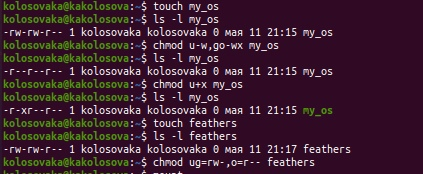 kolosovaka@kakolosova:~$ touch my_os
kolosovaka@kakolosova:~$ ls -l my_os
-rw-rw-r-- 1 kolosovaka kolosovaka 0 мая 11 21:15 my_os
kolosovaka@kakolosova:~$ chmod u-w,go-wx my_os
kolosovaka@kakolosova:~$ ls -l my_os
-r--r--r-- 1 kolosovaka kolosovaka 0 мая 11 21:15 my_os
kolosovaka@kakolosova:~$ chmod u+x my_os
kolosovaka@kakolosova:~$ ls -l my_os
-r-xr--r-- 1 kolosovaka kolosovaka 0 мая 11 21:15 my_os
kolosovaka@kakolosova:~$ touch feathers
kolosovaka@kakolosova:~$ ls -l feathers
-rw-rw-r-- 1 kolosovaka kolosovaka 0 мая 11 21:17 feathers
kolosovaka@kakolosova:~$ chmod ug=rw-,o=r-- feathers